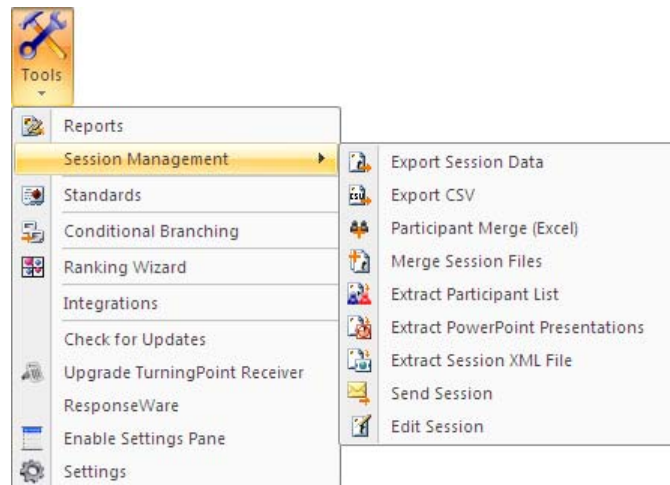 Tools
Reports
Session Management
Standards
Conditional Branching
Ranking Wizard
Integrations
Check for Updates
Upgrade TurningPoint Receiver
ResponseWare
Enable Settings Pane
Settings
Export Session Data
Export CSV
Participant Merge (Excel)
Merge Session Files
Extract Participant List
Extract PowerPoint Presentations
Extract Session XML File
Send Session
Edit Session